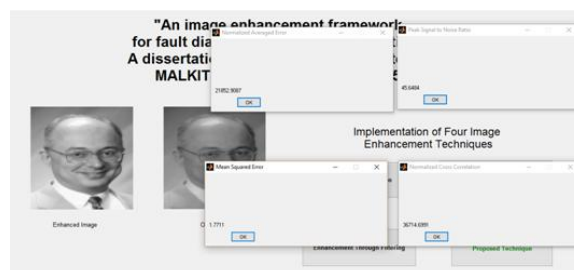 "An image enhancement framework
for fault dia
A dissertati
MALKIT
Normalized Averaged Error
21852.9087
OK
Peak Signal to Noise Ratio
45.6484
OK
Implementation of Four Image
Enhancement Techniques
Mean Squared Error
1.7711
OK
Normalized Cross Correlation
36714.0391
OK
Enhanced Image
O
Enhancement Through Filtering
Proposed Technique